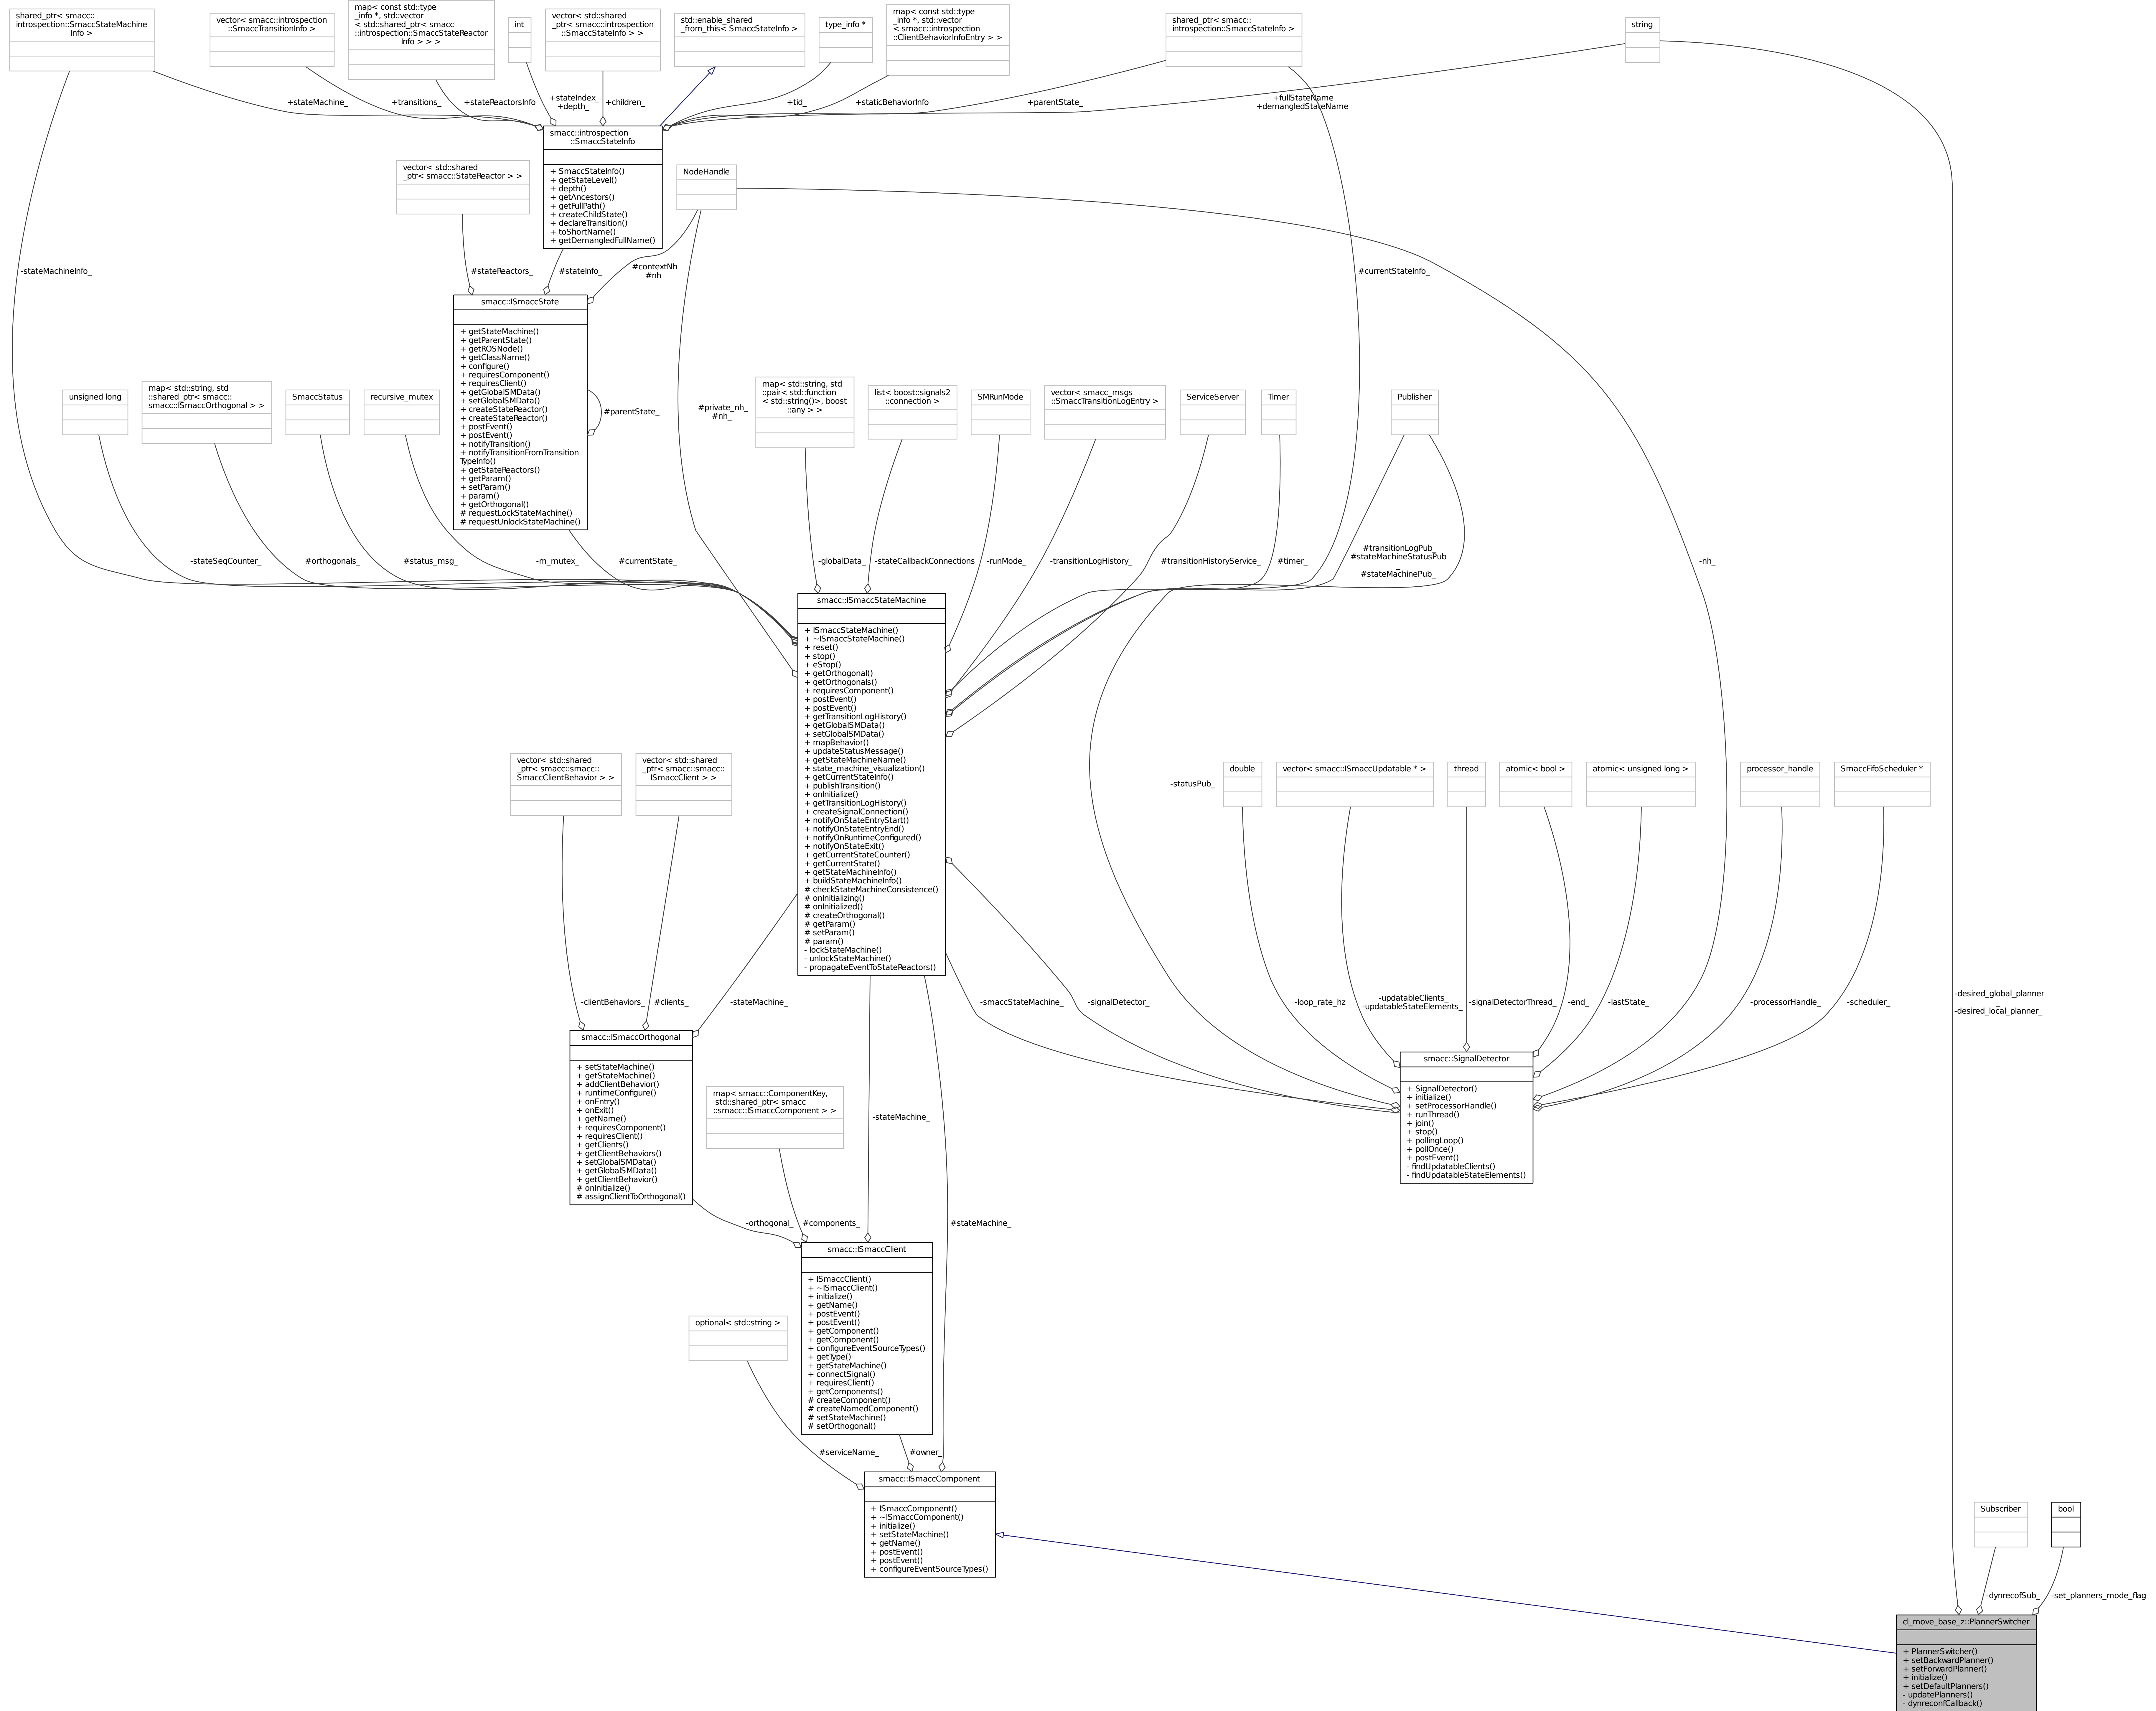 shared_ptr< smacc::
introspection::SmaccStateMachine
Info >
vector< smacc::introspection
::SmaccTransitionInfo >
map< const std::type
_info *, std::vector
< std::shared_ptr< smacc
::introspection::SmaccStateReactor
Info > > >
int
vector< std::shared
_ptr< smacc::introspection
::SmaccStateInfo > >
std::enable_shared
_from_this< SmaccStateInfo >
type_info *
map< const std::type
_info *, std::vector
< smacc::introspection
::ClientBehaviorInfoEntry > >
shared_ptr< smacc::
introspection::SmaccStateInfo >
string
+stateMachine_
+transitions_
+stateReactorsInfo
+stateIndex_
+depth_
+children_
+tid_
+staticBehaviorInfo
+parentState_
+fullStateName
+demangledStateName
smacc::introspection
::SmaccStateInfo
+ SmaccStateInfo()
+ getStateLevel()
+ depth()
+ getAncestors()
+ getFullPath()
+ createChildState()
+ declareTransition()
+ toShortName()
+ getDemangledFullName()
vector< std::shared
_ptr< smacc::StateReactor > >
NodeHandle
-stateMachineInfo_
#stateReactors_
#stateInfo_
#contextNh
#nh
#currentStateInfo_
smacc::ISmaccState
+ getStateMachine()
+ getParentState()
+ getROSNode()
+ getClassName()
+ configure()
+ requiresComponent()
+ requiresClient()
+ getGlobalSMData()
+ setGlobalSMData()
+ createStateReactor()
+ createStateReactor()
+ postEvent()
+ postEvent()
+ notifyTransition()
+ notifyTransitionFromTransition
TypeInfo()
+ getStateReactors()
+ getParam()
+ setParam()
+ param()
+ getOrthogonal()
# requestLockStateMachine()
# requestUnlockStateMachine()
#parentState_
#private_nh_
#nh_
unsigned long
map< std::string, std
::shared_ptr< smacc::
smacc::ISmaccOrthogonal > >
SmaccStatus
recursive_mutex
map< std::string, std
::pair< std::function
< std::string()>, boost
::any > >
list< boost::signals2
::connection >
SMRunMode
vector< smacc_msgs
::SmaccTransitionLogEntry >
ServiceServer
Timer
Publisher
-stateSeqCounter_
#orthogonals_
#status_msg_
-m_mutex_
#currentState_
-globalData_
-stateCallbackConnections
-runMode_
-transitionLogHistory_
#transitionHistoryService_
#timer_
#transitionLogPub_
#stateMachineStatusPub
_
#stateMachinePub_
-nh_
smacc::ISmaccStateMachine
+ ISmaccStateMachine()
+ ~ISmaccStateMachine()
+ reset()
+ stop()
+ eStop()
+ getOrthogonal()
+ getOrthogonals()
+ requiresComponent()
+ postEvent()
+ postEvent()
+ getTransitionLogHistory()
+ getGlobalSMData()
+ setGlobalSMData()
+ mapBehavior()
+ updateStatusMessage()
+ getStateMachineName()
+ state_machine_visualization()
+ getCurrentStateInfo()
+ publishTransition()
+ onInitialize()
+ getTransitionLogHistory()
+ createSignalConnection()
+ notifyOnStateEntryStart()
+ notifyOnStateEntryEnd()
+ notifyOnRuntimeConfigured()
+ notifyOnStateExit()
+ getCurrentStateCounter()
+ getCurrentState()
+ getStateMachineInfo()
+ buildStateMachineInfo()
# checkStateMachineConsistence()
# onInitializing()
# onInitialized()
# createOrthogonal()
# getParam()
# setParam()
# param()
- lockStateMachine()
- unlockStateMachine()
- propagateEventToStateReactors()
vector< std::shared
_ptr< smacc::smacc::
SmaccClientBehavior > >
vector< std::shared
_ptr< smacc::smacc::
ISmaccClient > >
-statusPub_
double
vector< smacc::ISmaccUpdatable * >
thread
atomic< bool >
atomic< unsigned long >
processor_handle
SmaccFifoScheduler *
-clientBehaviors_
#clients_
-stateMachine_
-smaccStateMachine_
-signalDetector_
-loop_rate_hz
-updatableClients_
-updatableStateElements_
-signalDetectorThread_
-end_
-lastState_
-processorHandle_
-scheduler_
-desired_global_planner
_
-desired_local_planner_
smacc::ISmaccOrthogonal
+ setStateMachine()
+ getStateMachine()
+ addClientBehavior()
+ runtimeConfigure()
+ onEntry()
+ onExit()
+ getName()
+ requiresComponent()
+ requiresClient()
+ getClients()
+ getClientBehaviors()
+ setGlobalSMData()
+ getGlobalSMData()
+ getClientBehavior()
# onInitialize()
# assignClientToOrthogonal()
smacc::SignalDetector
+ SignalDetector()
+ initialize()
+ setProcessorHandle()
+ runThread()
+ join()
+ stop()
+ pollingLoop()
+ pollOnce()
+ postEvent()
- findUpdatableClients()
- findUpdatableStateElements()
map< smacc::ComponentKey,
std::shared_ptr< smacc
::smacc::ISmaccComponent > >
-stateMachine_
-orthogonal_
#components_
#stateMachine_
smacc::ISmaccClient
+ ISmaccClient()
+ ~ISmaccClient()
+ initialize()
+ getName()
+ postEvent()
+ postEvent()
+ getComponent()
+ getComponent()
+ configureEventSourceTypes()
+ getType()
+ getStateMachine()
+ connectSignal()
+ requiresClient()
+ getComponents()
# createComponent()
# createNamedComponent()
# setStateMachine()
# setOrthogonal()
optional< std::string >
#serviceName_
#owner_
smacc::ISmaccComponent
+ ISmaccComponent()
+ ~ISmaccComponent()
+ initialize()
+ setStateMachine()
+ getName()
+ postEvent()
+ postEvent()
+ configureEventSourceTypes()
Subscriber
bool
-dynrecofSub_
-set_planners_mode_flag
cl_move_base_z::PlannerSwitcher
+ PlannerSwitcher()
+ setBackwardPlanner()
+ setForwardPlanner()
+ initialize()
+ setDefaultPlanners()
- updatePlanners()
- dynreconfCallback()